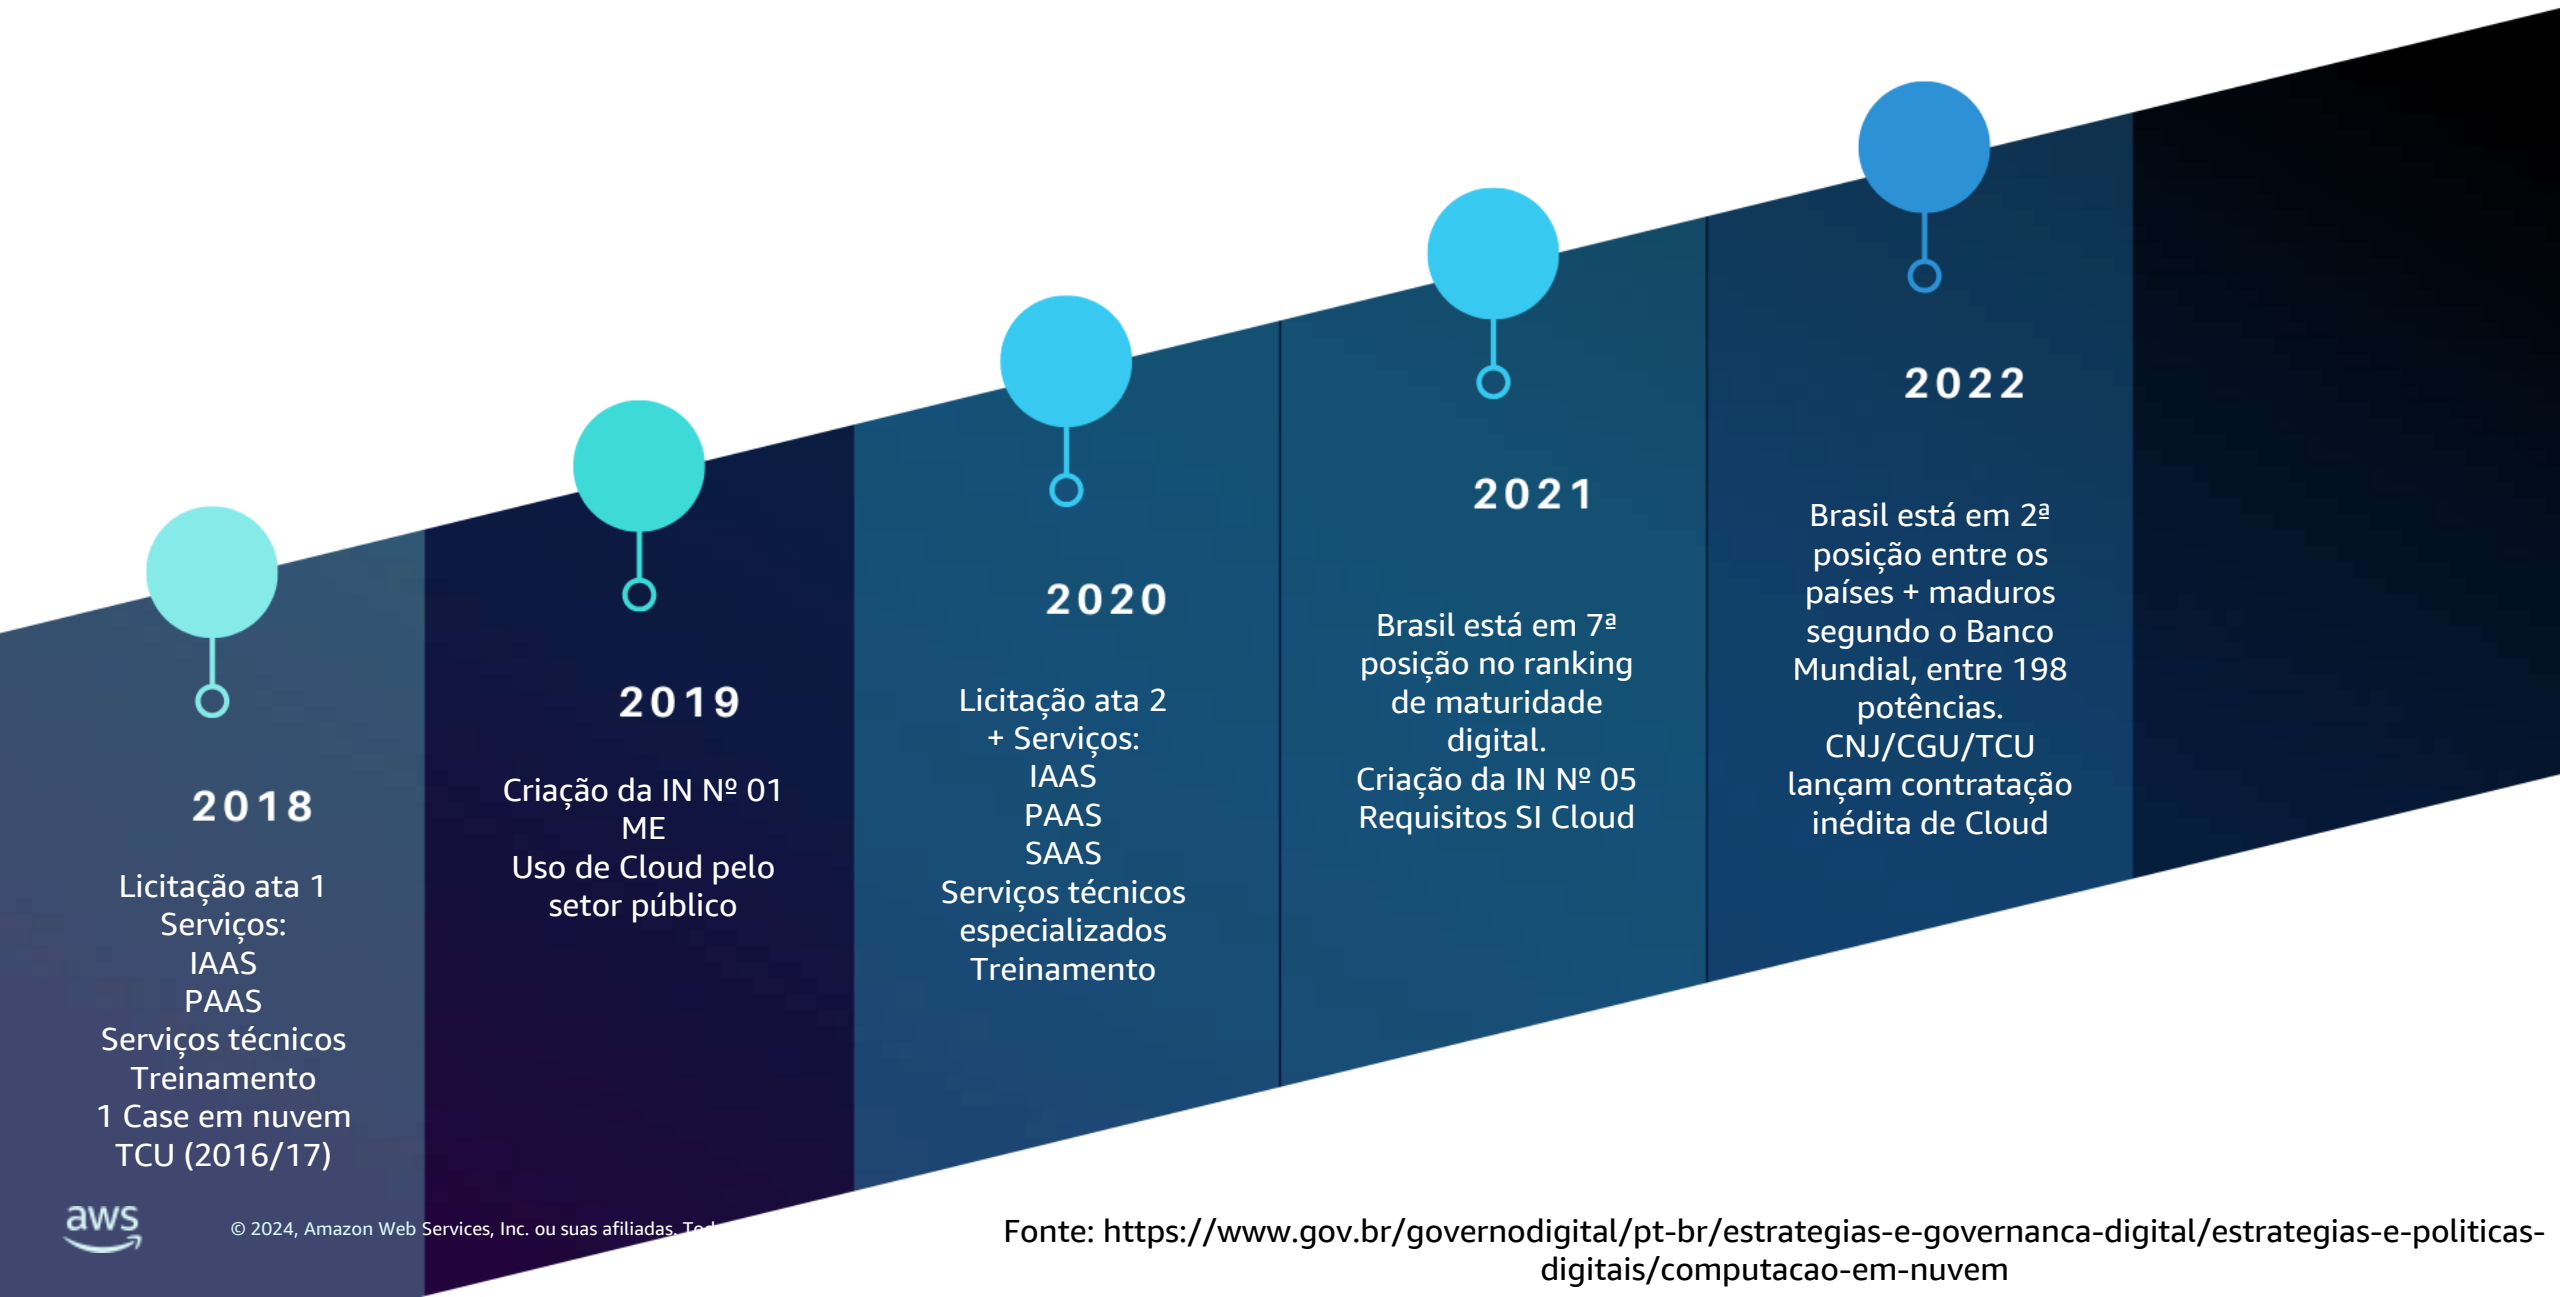 2018
Licitação ata 1
Serviços:
IAAS
PAAS
Serviços técnicos
Treinamento
1 Case em nuvem
TCU (2016/17)
2019
Criação da IN Nº 01
ME
Uso de Cloud pelo
setor público
2020
Licitação ata 2
+ Serviços:
IAAS
PAAS
SAAS
Serviços técnicos
especializados
Treinamento
2021
Brasil está em 7ª
posição no ranking
de maturidade
digital.
Criação da IN Nº 05
Requisitos SI Cloud
2022
Brasil está em 2ª
posição entre os
países + maduros
segundo o Banco
Mundial, entre 198
potências.
CNJ/CGU/TCU
lançam contratação
inédita de Cloud
aws
© 2024, Amazon Web Services, Inc. ou suas afiliadas.
Fonte: https://www.gov.br/governodigital/pt-br/estrategias-e-governanca-digital/estrategias-e-politicas-
digitais/computacao-em-nuvem